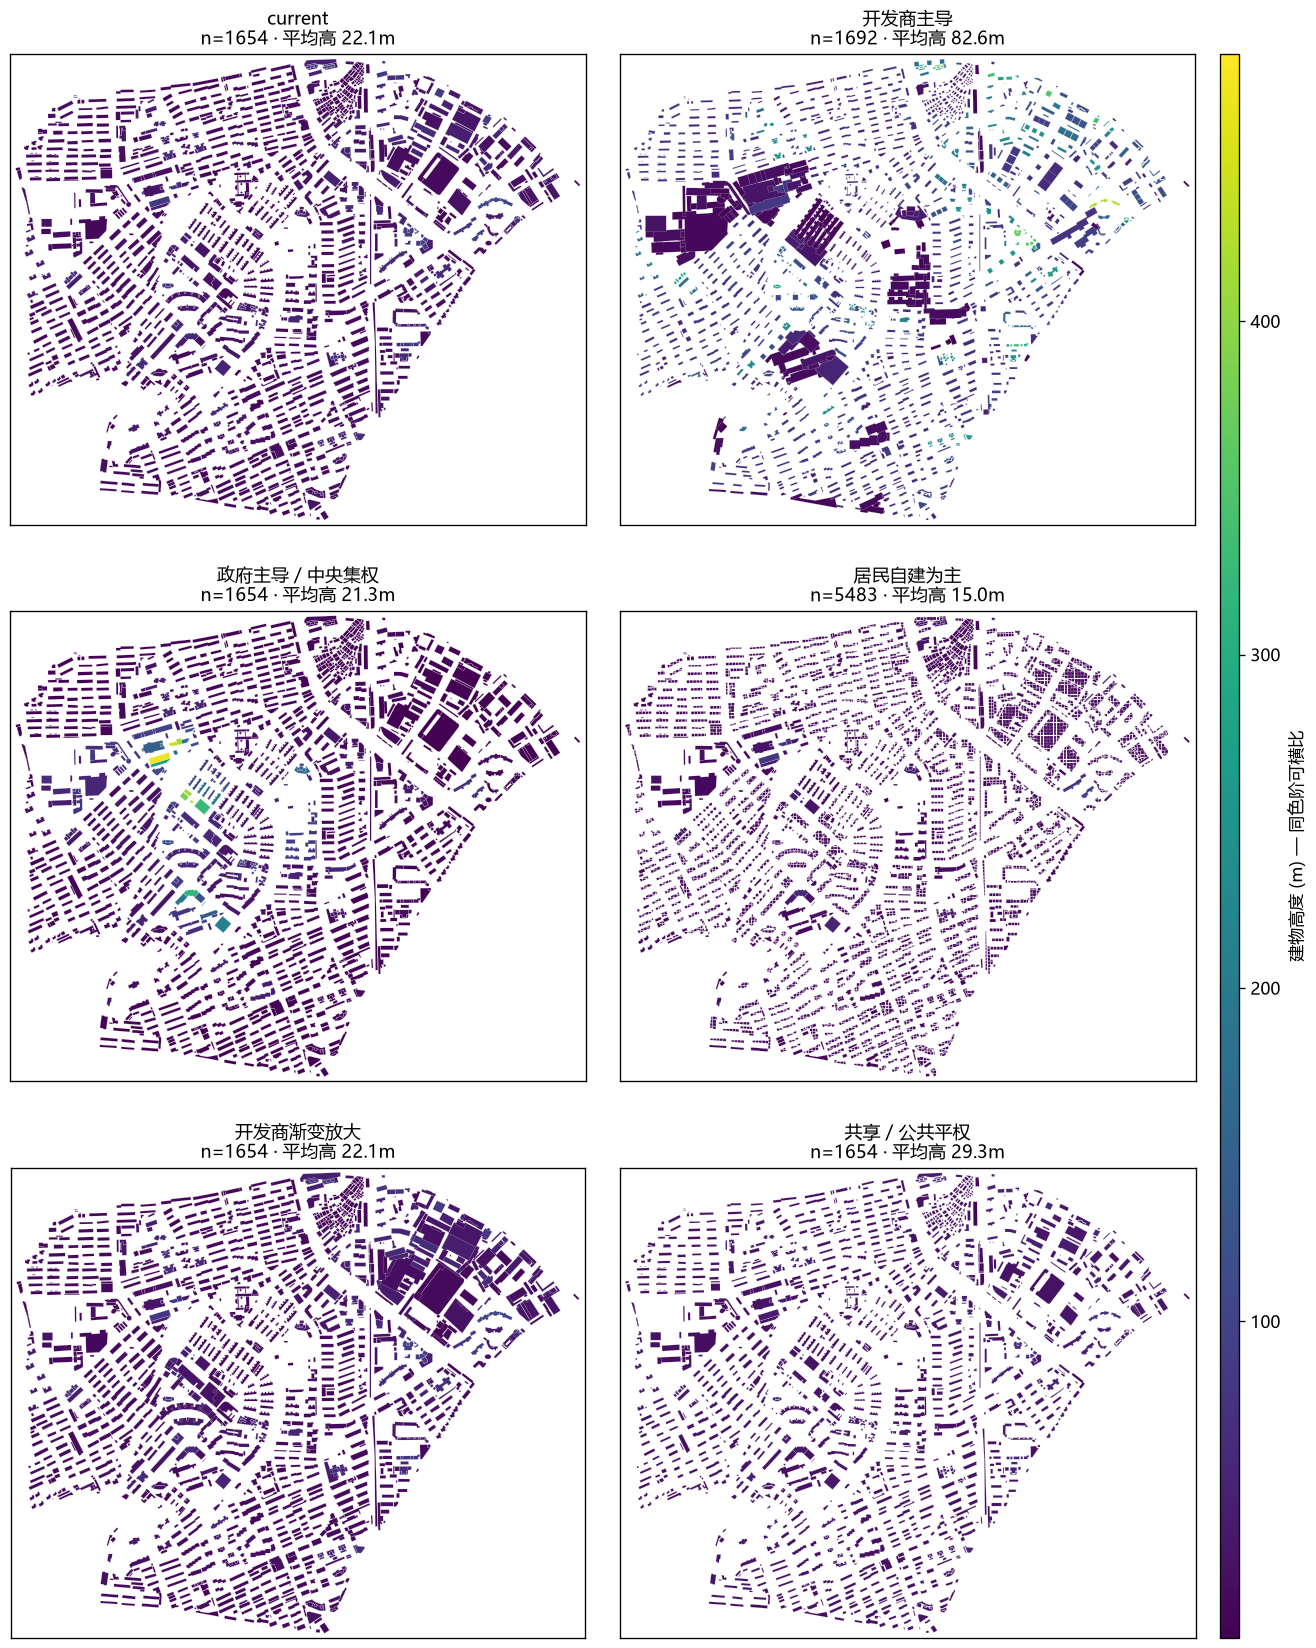 current
n=1654 · 平均高 22.1m
开发商主导
n=1692 · 平均高 82.6m
政府主导 / 中央集权
n=1654 · 平均高 21.3m
居民自建为主
n=5483 · 平均高 15.0m
开发商渐变放大
n=1654 · 平均高 22.1m
共享 / 公共平权
n=1654 · 平均高 29.3m
400
300
200
100
建物高度 (m) — 同色阶可横比